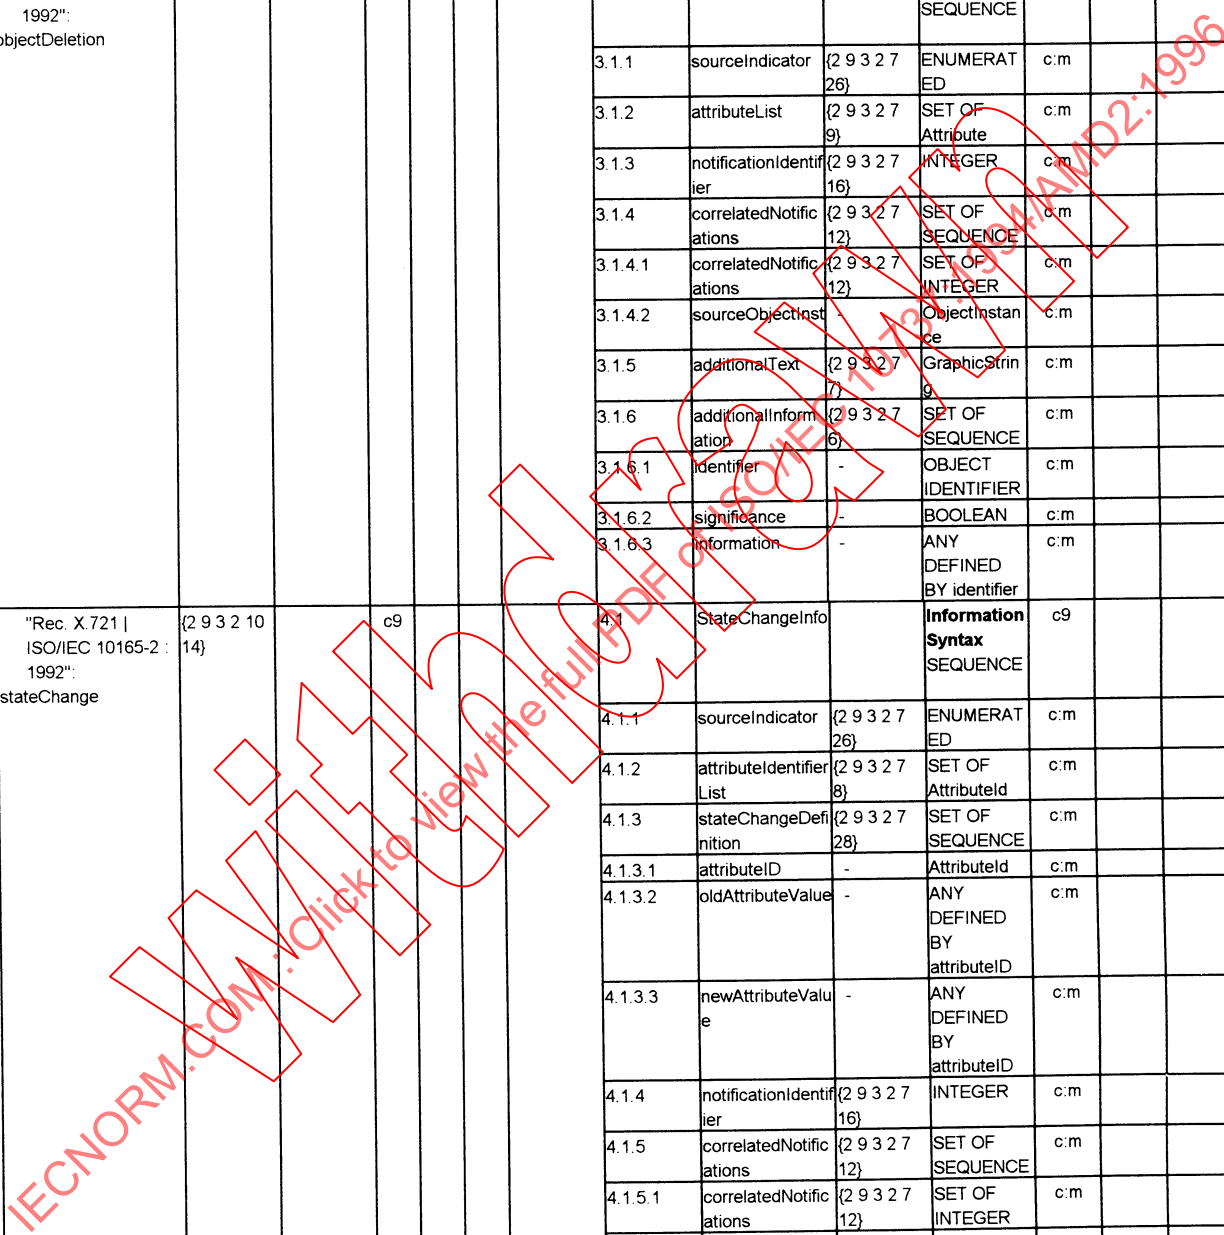 1992":
objectDeletion
SEQUENCE
3.1.1 sourceIndicator {2 9 3 2 7 ENUMERAT c:m
26} ED
3.1.2 attributeList {2 9 3 2 7 SET OF c:m
9} Attribute
3.1.3 notificationIdentif {2 9 3 2 7 INTEGER c:m
ier 16}
3.1.4 correlatedNotific {2 9 3 2 7 SET OF c:m
ations 12} SEQUENCE
3.1.4.1 correlatedNotific {2 9 3 2 7 SET OF c:m
ations 12} INTEGER
3.1.4.2 sourceObjectInst - ObjectInstan c:m
ce
3.1.5 additionalText {2 9 3 2 7 GraphicStrin c:m
7} g
3.1.6 additionalInform {2 9 3 2 7 SET OF c:m
ation 6} SEQUENCE
3.1.6.1 identifier - OBJECT c:m
IDENTIFIER
3.1.6.2 significance - BOOLEAN c:m
3.1.6.3 information - ANY c:m
DEFINED
BY identifier
"Rec. X.721 | {2 9 3 2 10 c9 4.1 StateChangeInfo Information c9
ISO/IEC 10165-2 : 14} Syntax
1992": SEQUENCE
stateChange
4.1.1 sourceIndicator {2 9 3 2 7 ENUMERAT c:m
26} ED
4.1.2 attributeIdentifier {2 9 3 2 7 SET OF c:m
List 8} AttributeId
4.1.3 stateChangeDefi {2 9 3 2 7 SET OF c:m
nition 28} SEQUENCE
4.1.3.1 attributeID - AttributeId c:m
4.1.3.2 oldAttributeValue - ANY c:m
DEFINED
BY
attributeID
4.1.3.3 newAttributeValu - ANY c:m
e DEFINED
BY
attributeID
4.1.4 notificationIdentif {2 9 3 2 7 INTEGER c:m
ier 16}
4.1.5 correlatedNotific {2 9 3 2 7 SET OF c:m
ations 12} SEQUENCE
4.1.5.1 correlatedNotific {2 9 3 2 7 SET OF c:m
ations 12} INTEGER
withdrawn
IECNORM.COM : Click to view the full PDF of ISO/IEC 10737:1994/AMD2:1996